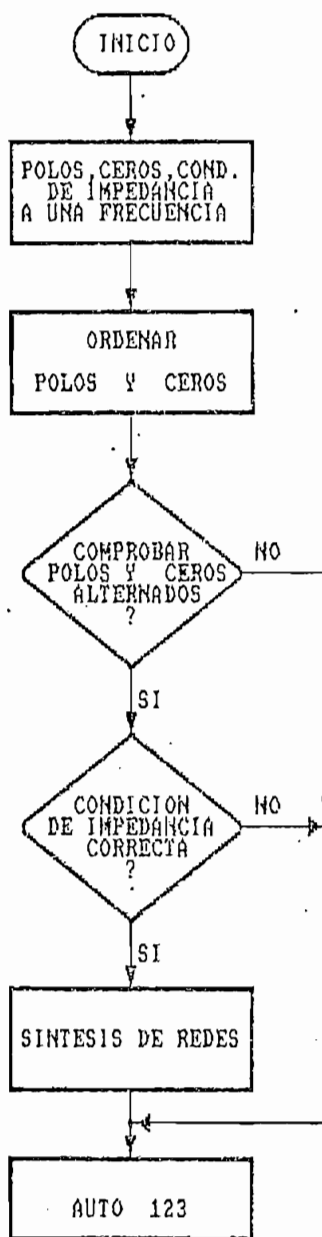 INICIO
POLOS,CEROS,COND.
DE IMPEDANCIA
A UNA FRECUENCIA
ORDENAR
POLOS Y CEROS
COMPROBAR
POLOS Y CEROS
ALTERNADOS
?
NO
SI
CONDICION
DE IMPEDANCIA
CORRECTA
?
NO
SI
SINTESIS DE REDES
AUTO 123